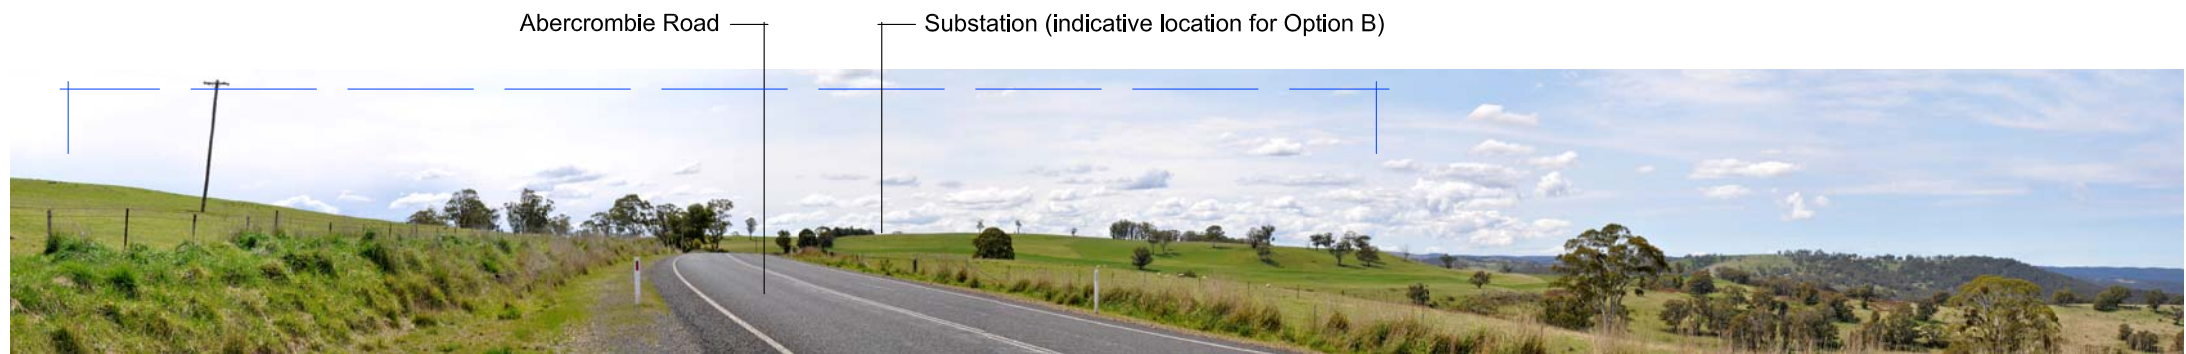 Abercrombie Road
Substation (indicative location for Option B)